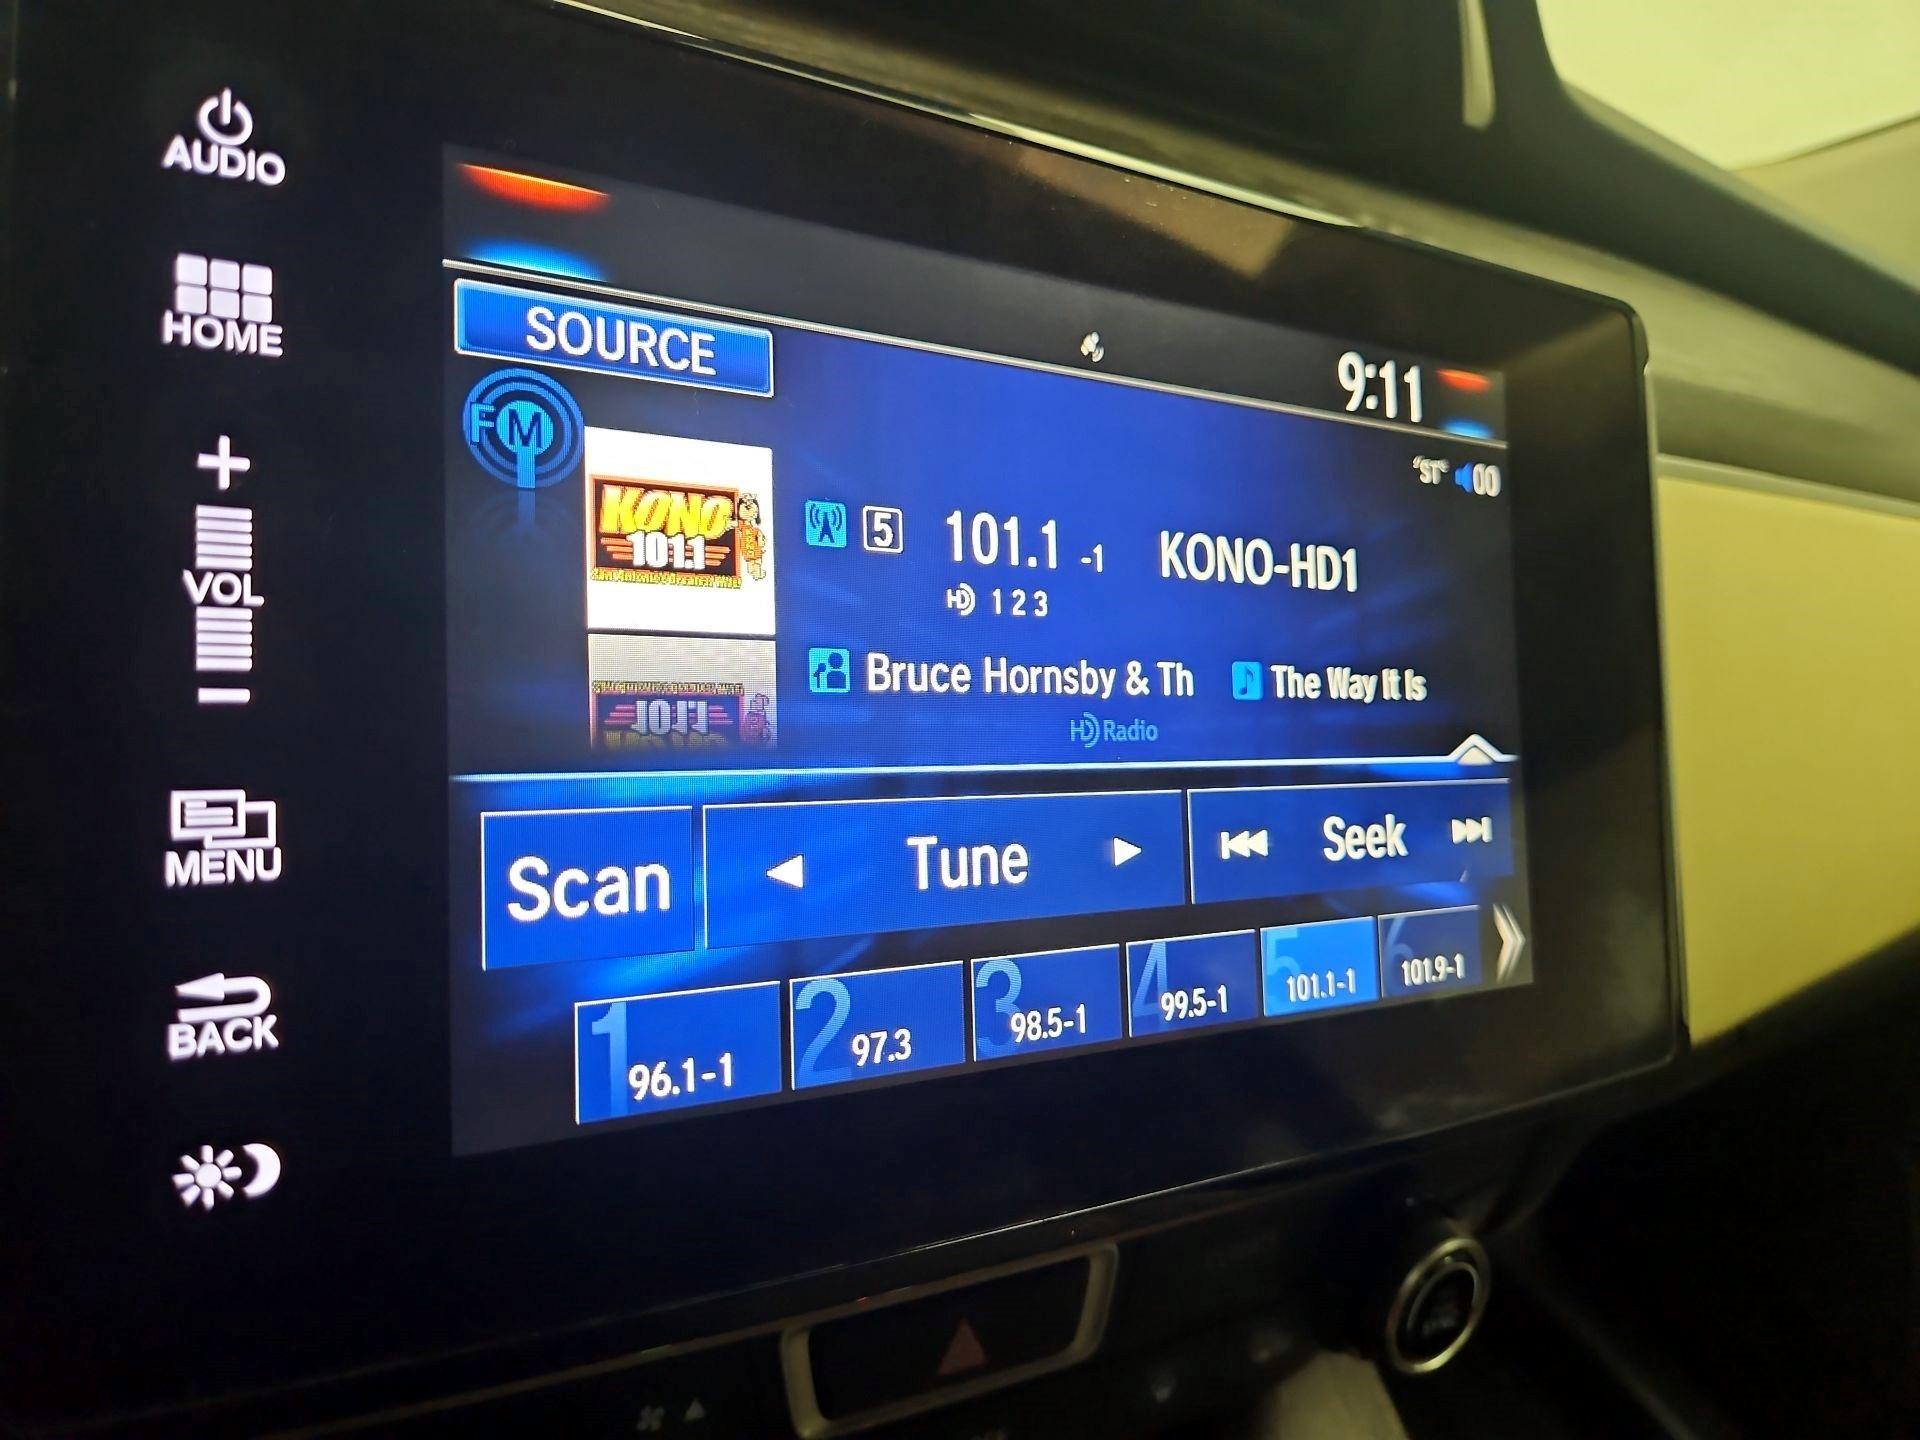 AUDIO
HOME
+
VOL
−
MENU
BACK
SOURCE
9:11
FM
"ST" 00
KONO
101.1
5 101.1 -1 KONO-HD1
HD 1 2 3
Bruce Hornsby & Th The Way It Is
HD Radio
Scan Tune Seek
1 96.1-1
2 97.3
3 98.5-1
4 99.5-1
5 101.1-1
6 101.9-1